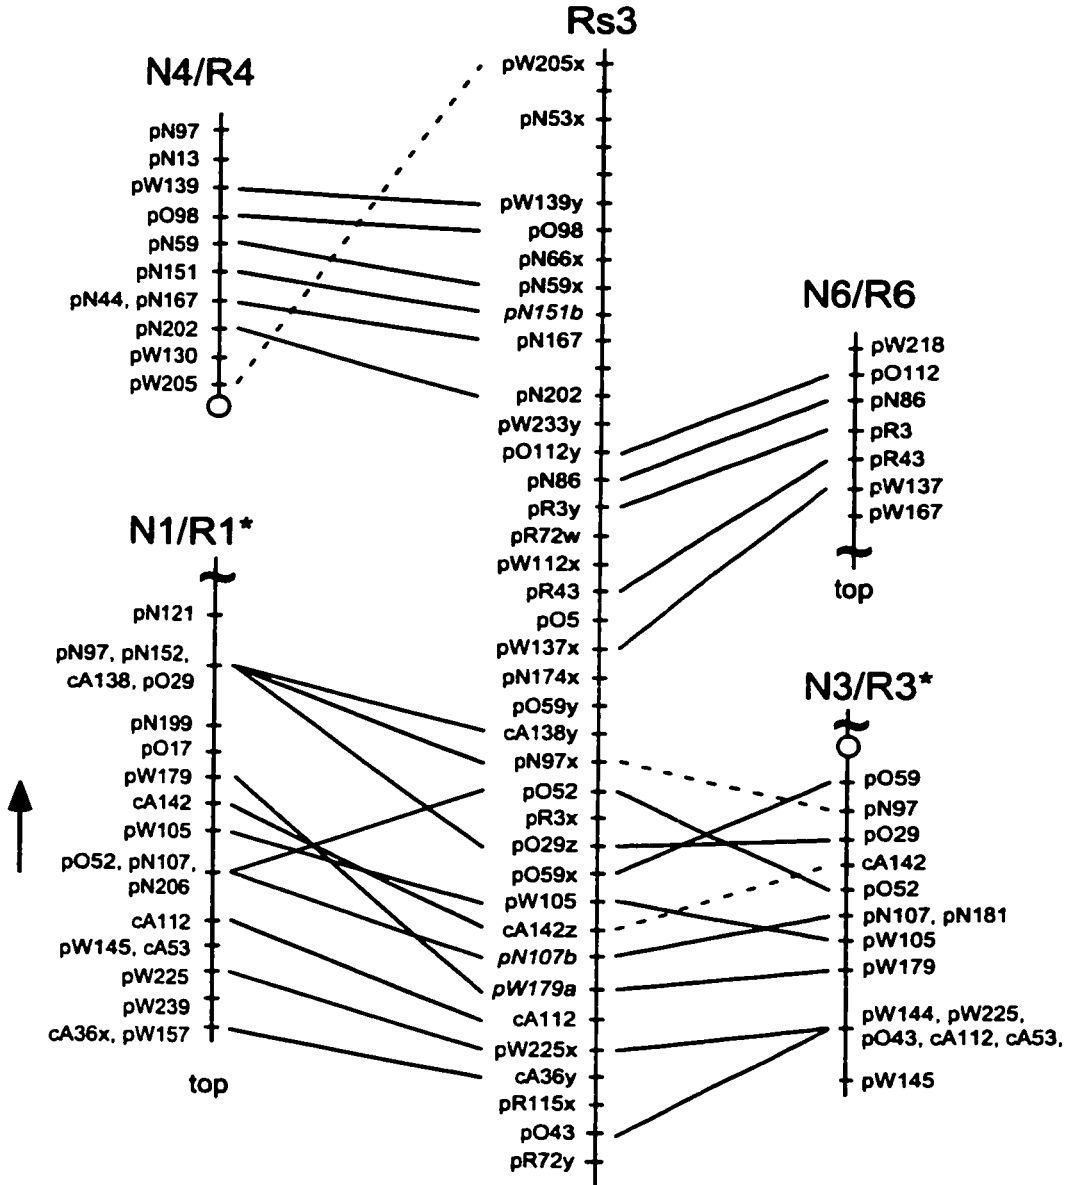 Rs3
pW205x
pN53x
pW139y
pO98
pN66x
pN59x
pN151b
pN167
pN202
pW233y
pO112y
pN86
pR3y
pR72w
pW112x
pR43
pO5
pW137x
pN174x
pO59y
cA138y
pN97x
pO52
pR3x
pO29z
pO59x
pW105
cA142z
pN107b
pW179a
cA112
pW225x
cA36y
pR115x
pO43
pR72y
N4/R4
pN97
pN13
pW139
pO98
pN59
pN151
pN44, pN167
pN202
pW130
pW205
N1/R1*
pN121
pN97, pN152,
cA138, pO29
pN199
pO17
pW179
cA142
pW105
pO52, pN107,
pN206
cA112
pW145, cA53
pW225
pW239
cA36x, pW157
top
N6/R6
pW218
pO112
pN86
pR3
pR43
pW137
pW167
top
N3/R3*
pO59
pN97
pO29
cA142
pO52
pN107, pN181
pW105
pW179
pW144, pW225,
pO43, cA112, cA53,
pW145